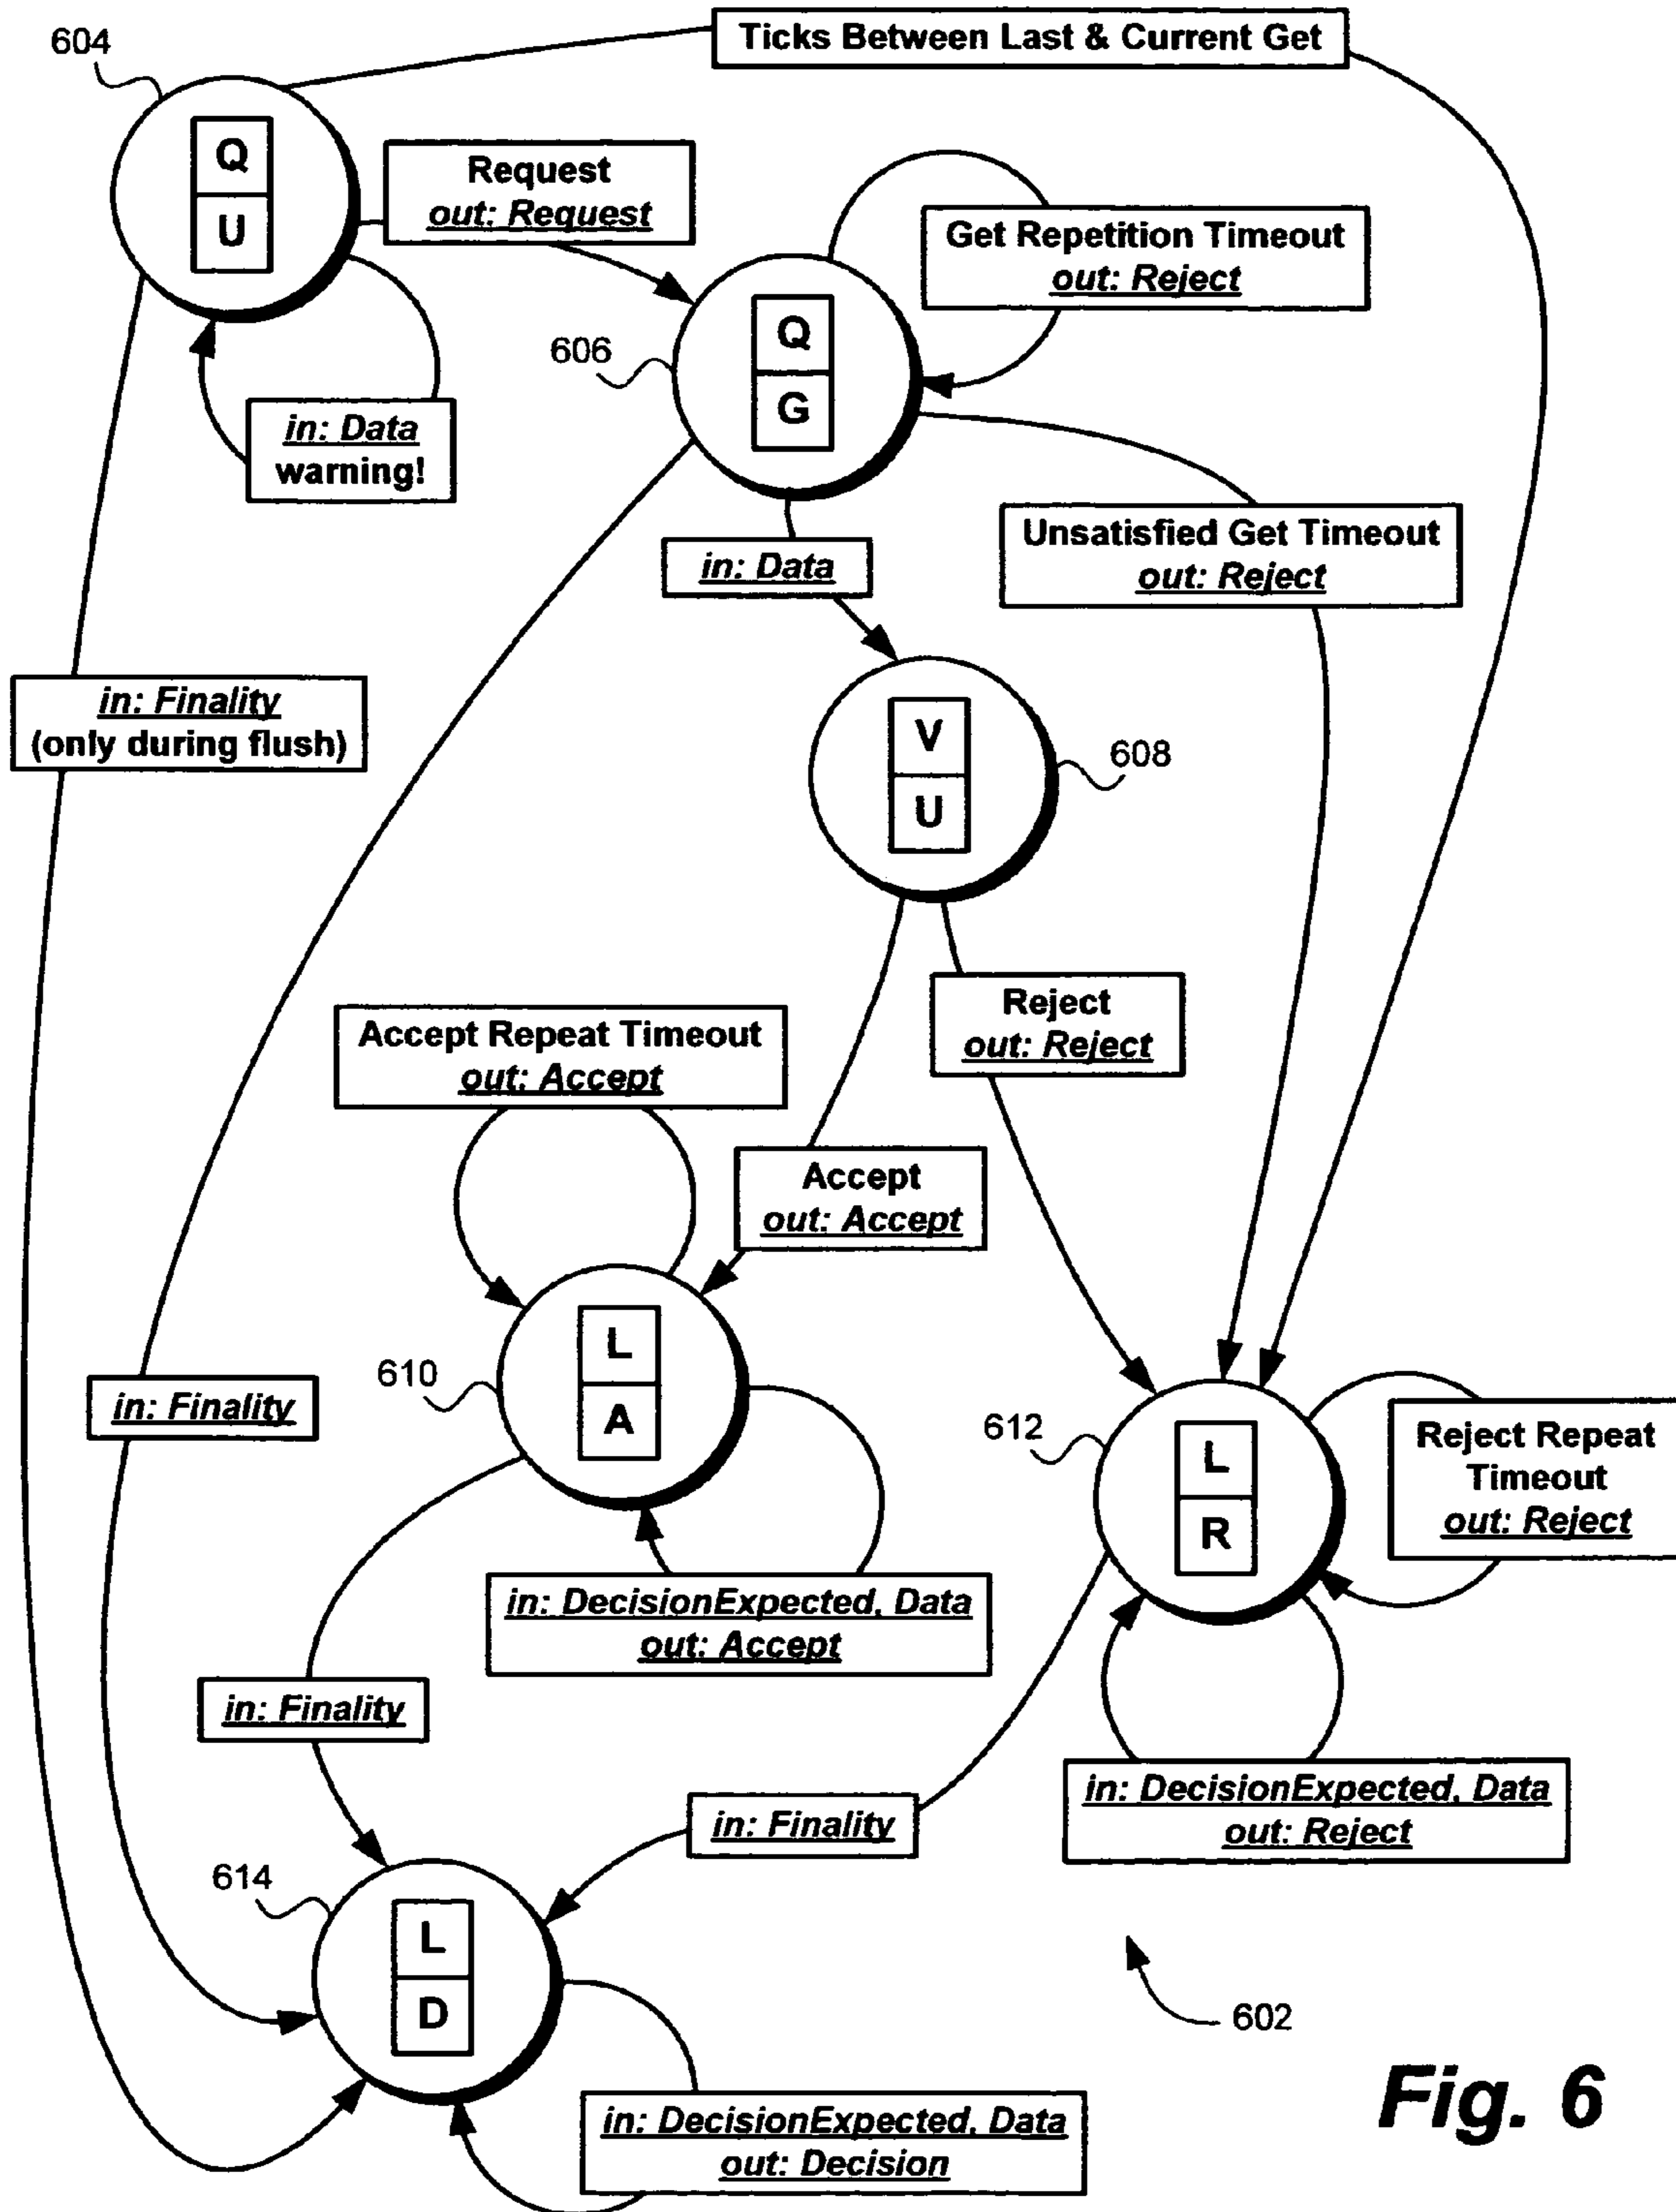 604
Ticks Between Last & Current Get
Q
U
Request
out: Request
Get Repetition Timeout
out: Reject
606
Q
G
in: Data
warning!
Unsatisfied Get Timeout
out: Reject
in: Data
in: Finality
(only during flush)
V
U
608
Reject
out: Reject
Accept Repeat Timeout
out: Accept
Accept
out: Accept
610
L
A
in: Finality
612
L
R
Reject Repeat
Timeout
out: Reject
in: DecisionExpected, Data
out: Accept
in: Finality
in: Finality
in: DecisionExpected, Data
out: Reject
614
L
D
602
in: DecisionExpected, Data
out: Decision
Fig. 6